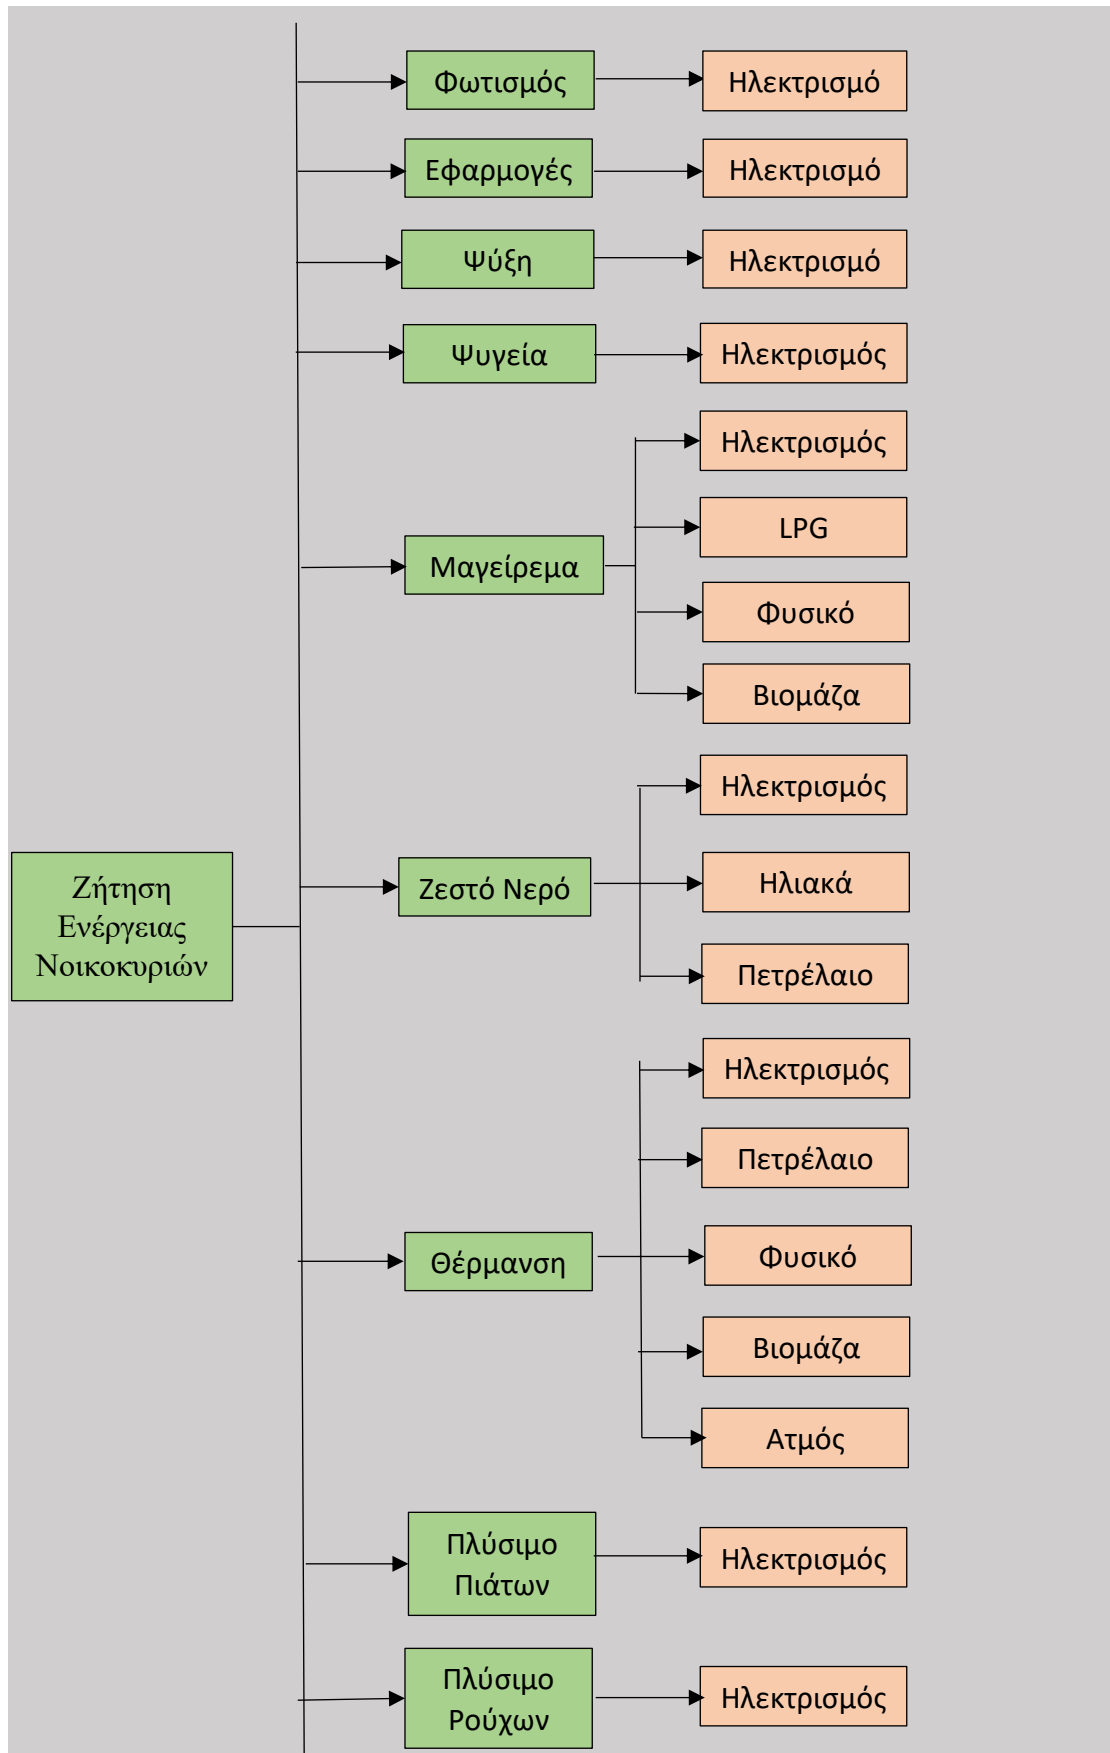 Φωτισμός
Ηλεκτρισμό
Εφαρμογές
Ηλεκτρισμό
Ψύξη
Ηλεκτρισμό
Ψυγεία
Ηλεκτρισμός
Μαγείρεμα
Ηλεκτρισμός
LPG
Φυσικό
Βιομάζα
Ζήτηση
Ενέργειας
Νοικοκυριών
Ζεστό Νερό
Ηλεκτρισμός
Ηλιακά
Πετρέλαιο
Θέρμανση
Ηλεκτρισμός
Πετρέλαιο
Φυσικό
Βιομάζα
Ατμός
Πλύσιμο
Πιάτων
Ηλεκτρισμός
Πλύσιμο
Ρούχων
Ηλεκτρισμός